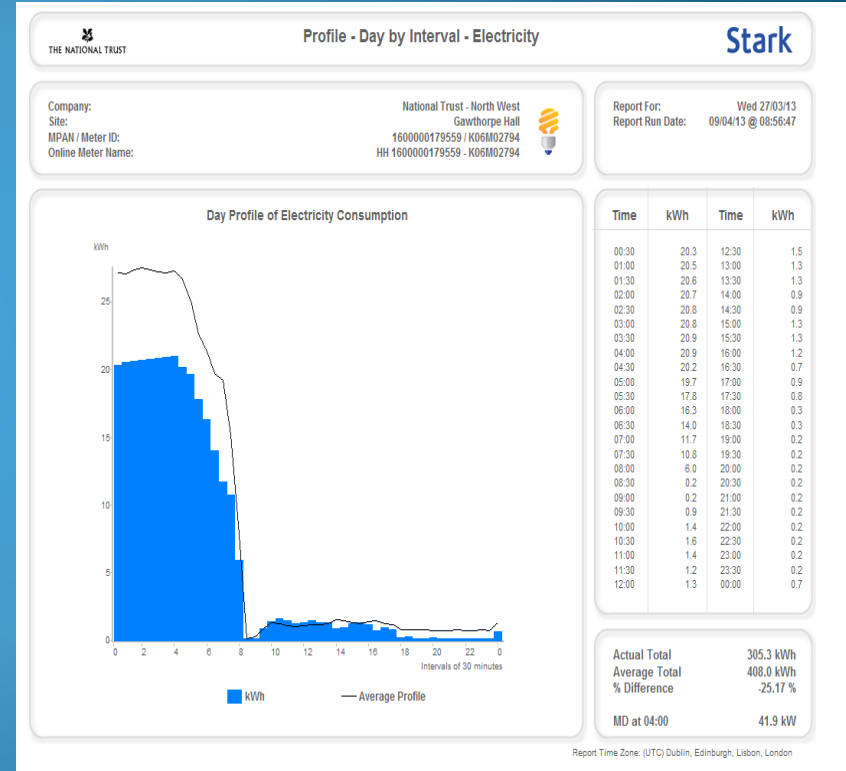 THE NATIONAL TRUST
Profile - Day by Interval - Electricity
Stark
Company: National Trust - North West
Site: Gawthorpe Hall
MPAN / Meter ID: 1600000179559 / K06M02794
Online Meter Name: HH 1600000179559 - K06M02794
Report For: Wed 27/03/13
Report Run Date: 09/04/13 @ 08:56:47
Day Profile of Electricity Consumption
kWh
25
20
15
10
5
0
0 2 4 6 8 10 12 14 16 18 20 22 0
Intervals of 30 minutes
kWh Average Profile
Time kWh Time kWh
00:30 20.3 12:30 1.5
01:00 20.5 13:00 1.3
01:30 20.6 13:30 1.3
02:00 20.7 14:00 0.9
02:30 20.8 14:30 0.9
03:00 20.8 15:00 1.3
03:30 20.9 15:30 1.3
04:00 20.9 16:00 1.2
04:30 20.2 16:30 0.7
05:00 19.7 17:00 0.9
05:30 17.8 17:30 0.8
06:00 16.3 18:00 0.3
06:30 14.0 18:30 0.3
07:00 11.7 19:00 0.2
07:30 10.8 19:30 0.2
08:00 6.0 20:00 0.2
08:30 0.2 20:30 0.2
09:00 0.2 21:00 0.2
09:30 0.9 21:30 0.2
10:00 1.4 22:00 0.2
10:30 1.6 22:30 0.2
11:00 1.4 23:00 0.2
11:30 1.2 23:30 0.2
12:00 1.3 00:00 0.7
Actual Total 305.3 kWh
Average Total 408.0 kWh
% Difference -25.17 %
MD at 04:00 41.9 kW
Report Time Zone: (UTC) Dublin, Edinburgh, Lisbon, London